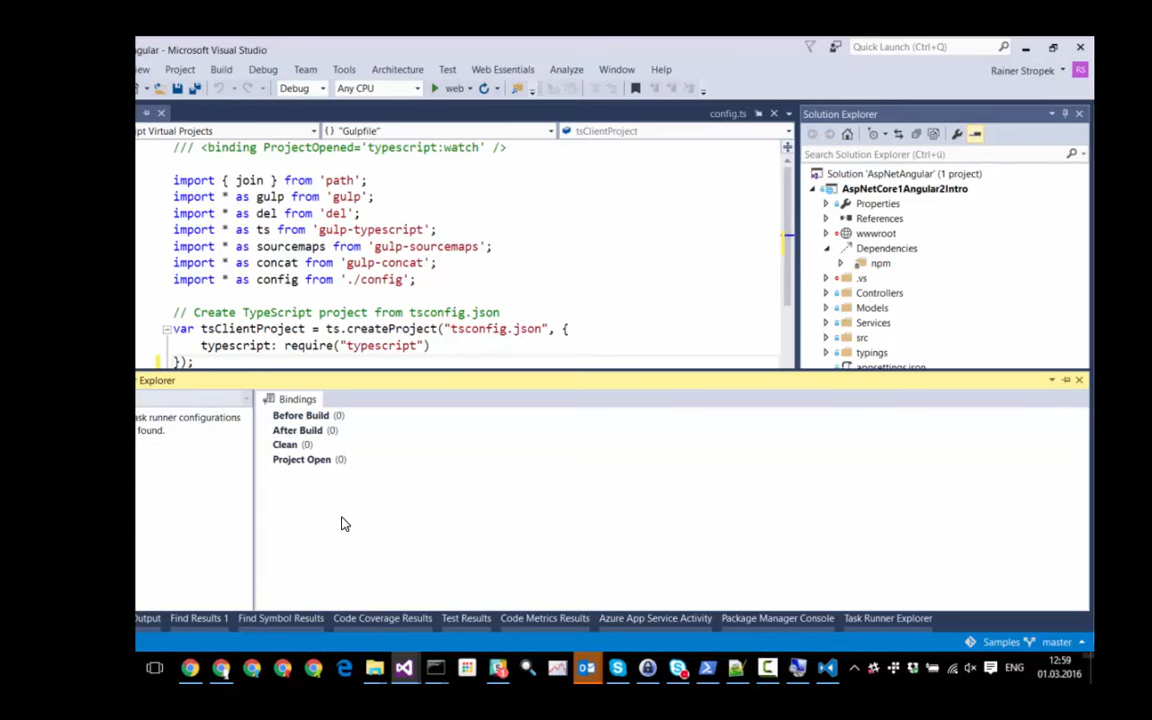 ngular - Microsoft Visual Studio
Quick Launch (Ctrl+Q)
ew Project Build Debug Team Tools Architecture Test Web Essentials Analyze Window Help
Rainer Stropek RS
Debug Any CPU web
config.ts
Solution Explorer
pt Virtual Projects
{ } "Gulpfile"
tsClientProject
/// <binding ProjectOpened='typescript:watch' />
import { join } from 'path';
import * as gulp from 'gulp';
import * as del from 'del';
import * as ts from 'gulp-typescript';
import * as sourcemaps from 'gulp-sourcemaps';
import * as concat from 'gulp-concat';
import * as config from './config';
// Create TypeScript project from tsconfig.json
var tsClientProject = ts.createProject("tsconfig.json", {
typescript: require("typescript")
});
Search Solution Explorer (Ctrl+ü)
Solution 'AspNetAngular' (1 project)
AspNetCore1Angular2Intro
Properties
References
wwwroot
Dependencies
npm
.vs
Controllers
Models
Services
src
typings
appsettings.json
r Explorer
ask runner configurations
found.
Bindings
Before Build (0)
After Build (0)
Clean (0)
Project Open (0)
Output Find Results 1 Find Symbol Results Code Coverage Results Test Results Code Metrics Results Azure App Service Activity Package Manager Console Task Runner Explorer
Samples master
ENG
12:59
01.03.2016